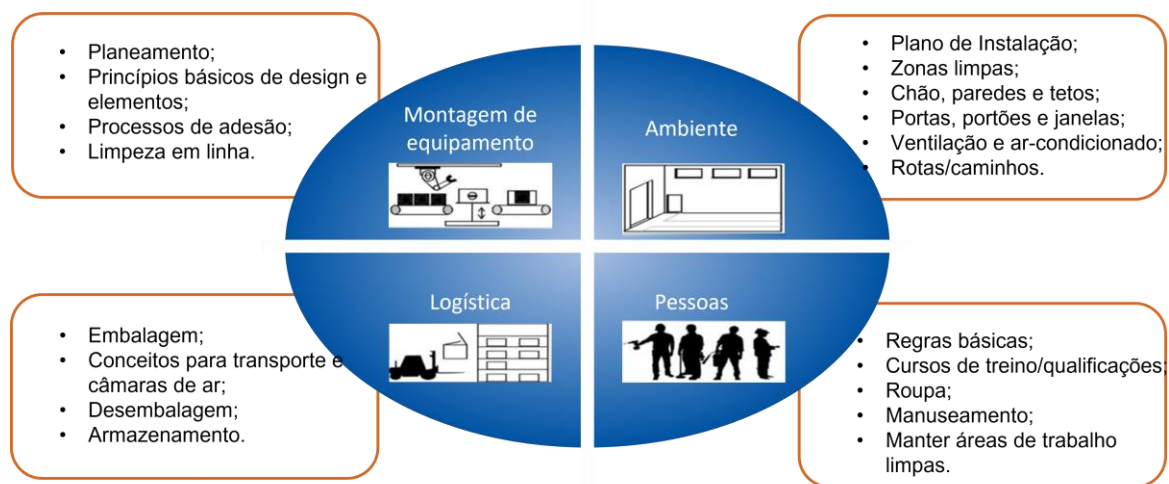 • Planeamento;
• Princípios básicos de design e
elementos;
• Processos de adesão;
• Limpeza em linha.
Montagem de
equipamento
Ambiente
• Plano de Instalação;
• Zonas limpas;
• Chão, paredes e tetos;
• Portas, portões e janelas;
• Ventilação e ar-condicionado;
• Rotas/caminhos.
• Embalagem;
• Conceitos para transporte e
câmaras de ar;
• Desembalagem;
• Armazenamento.
Logística
Pessoas
• Regras básicas;
• Cursos de treino/qualificações;
• Roupa;
• Manuseamento;
• Manter áreas de trabalho
limpas.